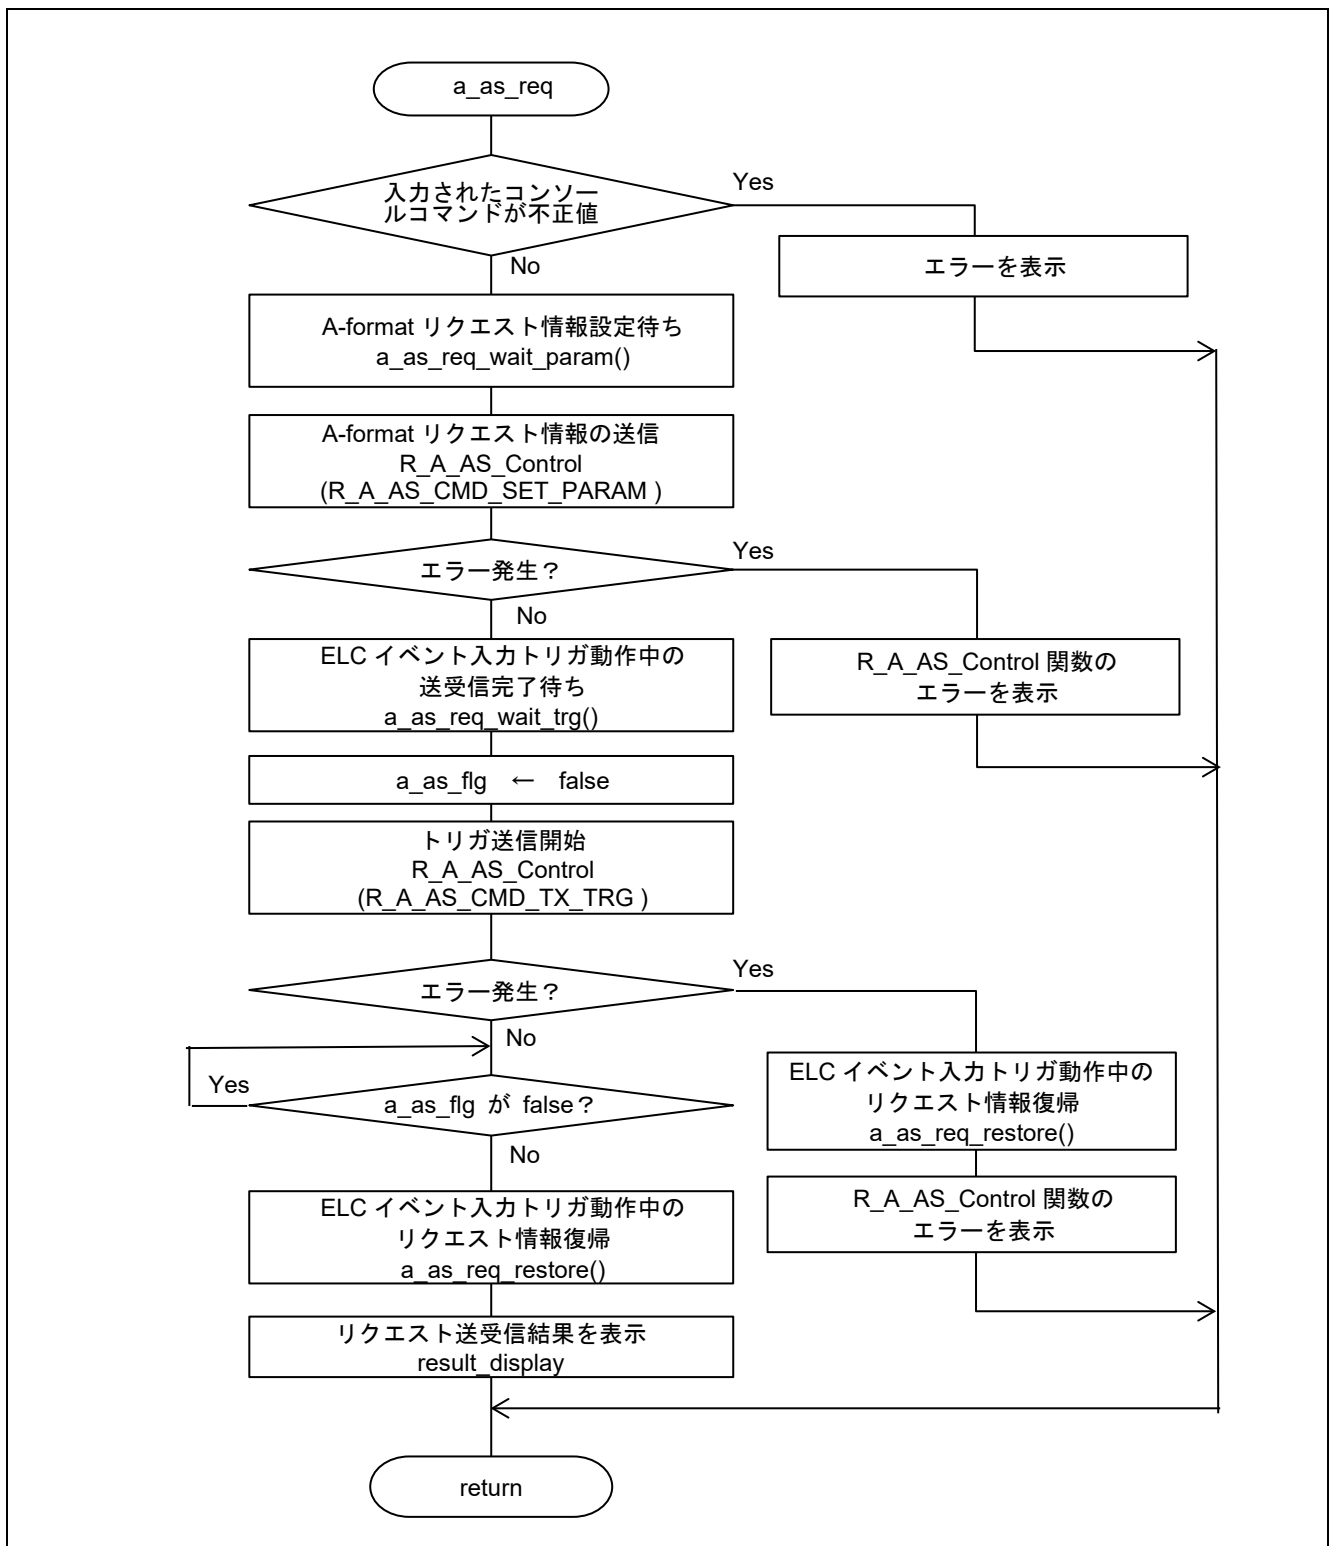 a_as_req
入力されたコンソー
ルコマンドが不正値
Yes
エラーを表示
No
A-format リクエスト情報設定待ち
a_as_req_wait_param()
A-format リクエスト情報の送信
R_A_AS_Control
(R_A_AS_CMD_SET_PARAM )
エラー発生？
Yes
No
R_A_AS_Control 関数の
エラーを表示
ELC イベント入力トリガ動作中の
送受信完了待ち
a_as_req_wait_trg()
a_as_flg ← false
トリガ送信開始
R_A_AS_Control
(R_A_AS_CMD_TX_TRG )
エラー発生？
Yes
No
ELC イベント入力トリガ動作中の
リクエスト情報復帰
a_as_req_restore()
R_A_AS_Control 関数の
エラーを表示
Yes
a_as_flg が false？
No
ELC イベント入力トリガ動作中の
リクエスト情報復帰
a_as_req_restore()
リクエスト送受信結果を表示
result_display
return